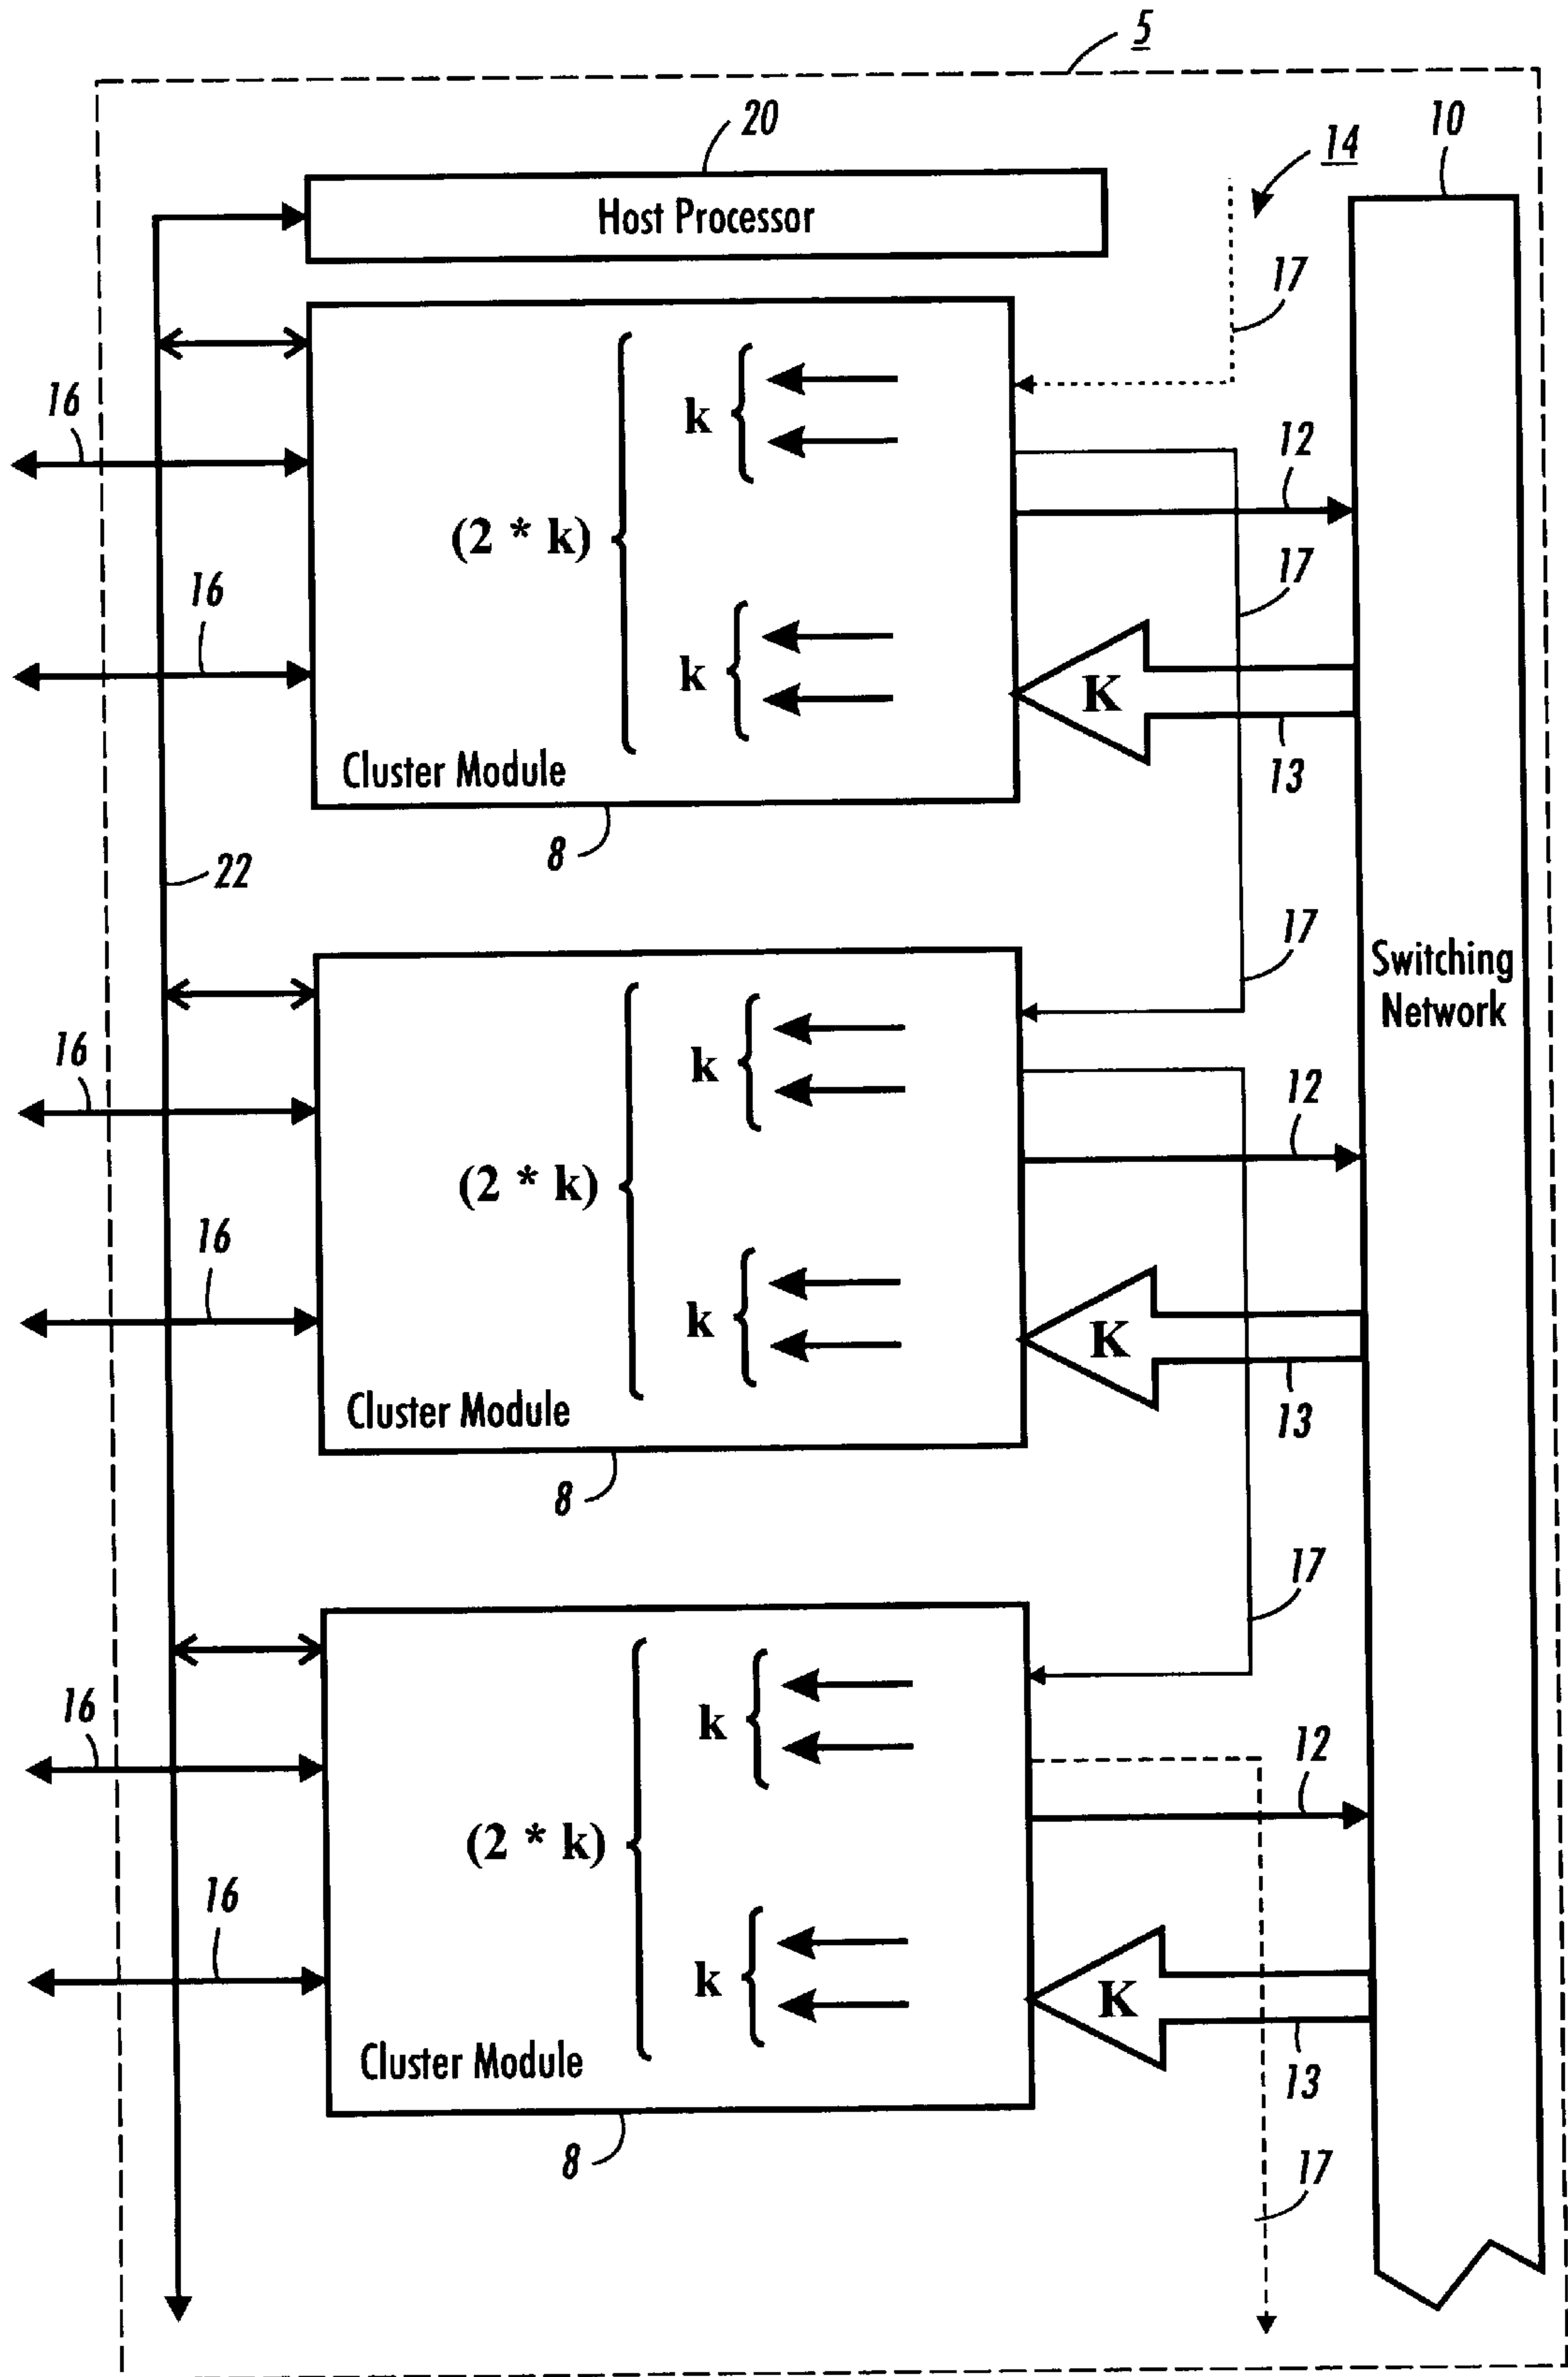 5
20
14
10
Host Processor
17
16
k
12
(2 * k)
17
16
k
K
Cluster Module
13
8
22
17
Switching
Network
16
k
12
(2 * k)
16
k
K
Cluster Module
13
8
17
16
k
12
(2 * k)
16
k
K
Cluster Module
13
8
17